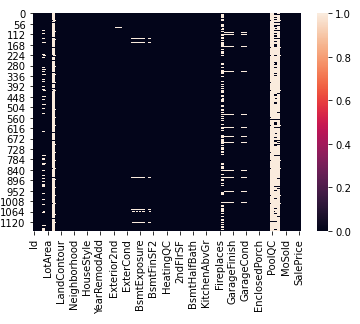 0
56
112
168
224
280
336
392
448
504
560
616
672
728
784
840
896
952
1008
1064
1120
1.0
0.8
0.6
0.4
0.2
0.0
Id
LotArea
LandContour
Neighborhood
HouseStyle
YearRemodAdd
Exterior2nd
ExterCond
BsmtExposure
BsmtFinSF2
HeatingQC
2ndFlrSF
BsmtHalfBath
KitchenAbvGr
Fireplaces
GarageFinish
GarageCond
EnclosedPorch
PoolQC
MoSold
SalePrice